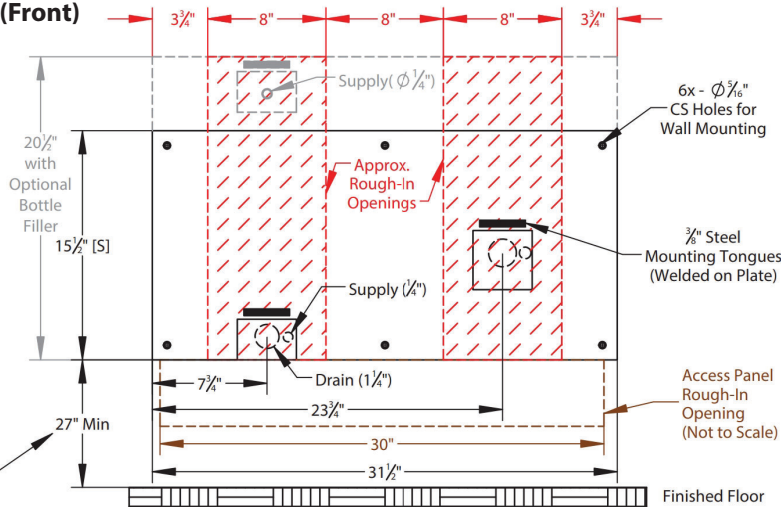 (Front)
3¾"
8"
8"
8"
3¾"
Supply( Ø ¼")
6x - Ø 5⁄16"
CS Holes for
Wall Mounting
20½"
with
Optional
Bottle
Filler
Approx.
Rough-In
Openings
15½" [S]
⅜" Steel
Mounting Tongues
(Welded on Plate)
Supply (¼")
Drain (1¼")
7¾"
Access Panel
Rough-In
Opening
(Not to Scale)
23¾"
27" Min
30"
31½"
Finished Floor